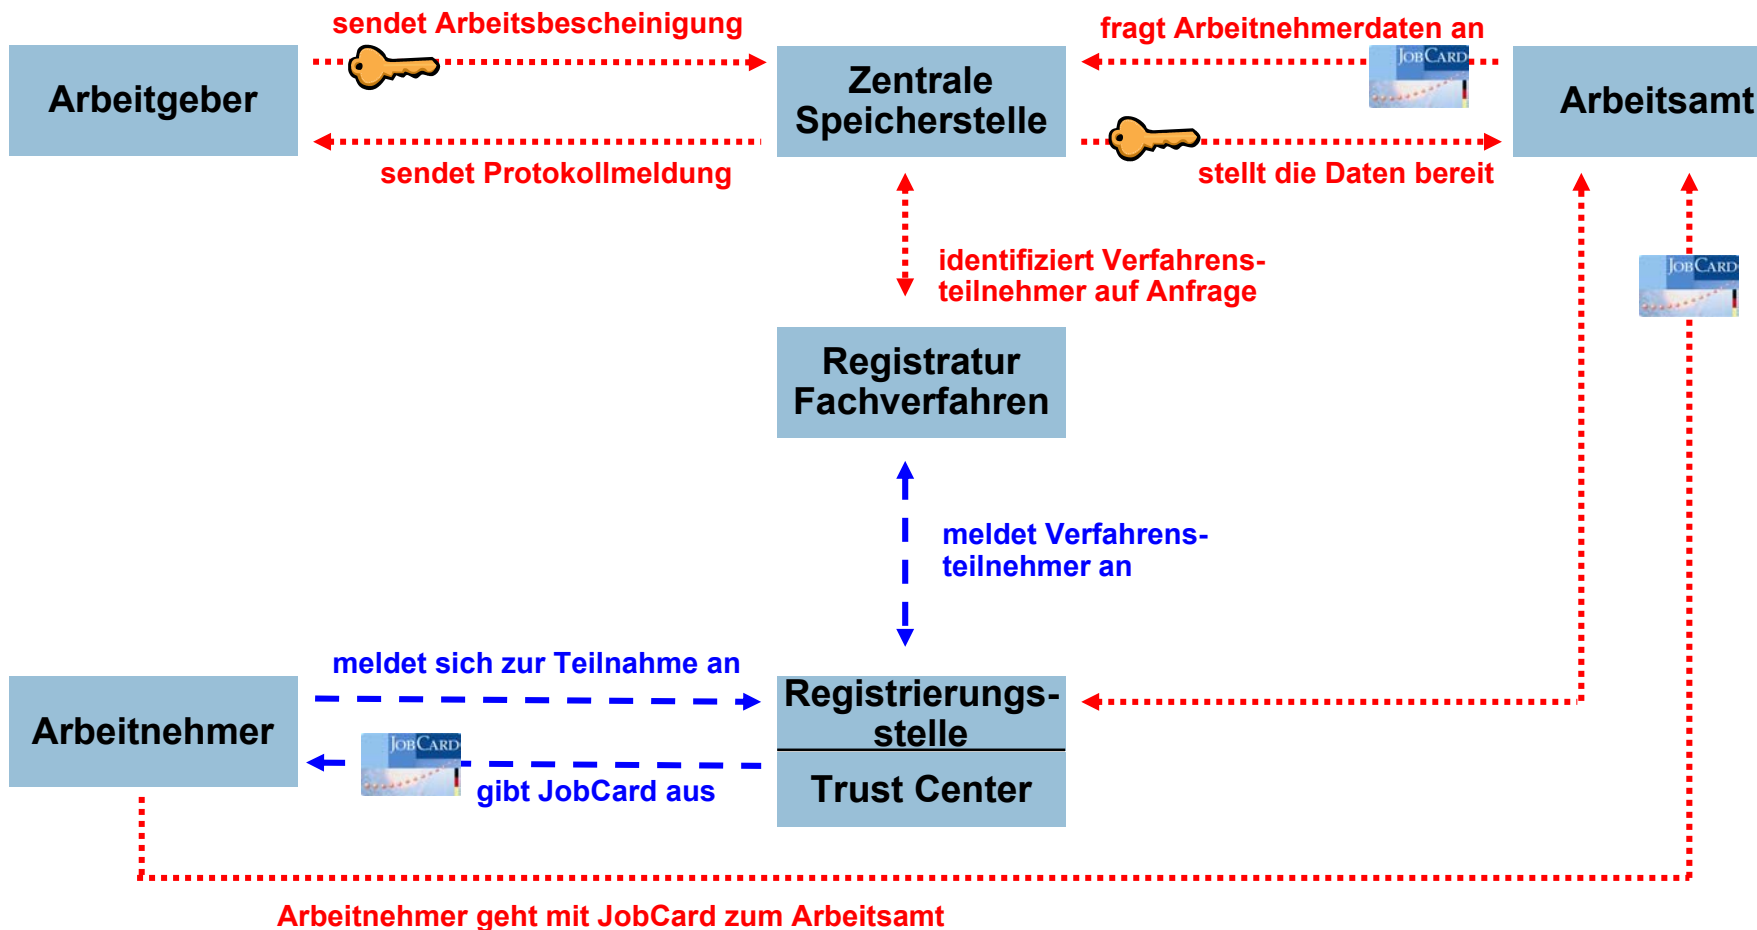 sendet Arbeitsbescheinigung
fragt Arbeitnehmerdaten an
JOBCARD
Arbeitgeber
Zentrale
Speicherstelle
Arbeitsamt
sendet Protokollmeldung
stellt die Daten bereit
identifiziert Verfahrens-
teilnehmer auf Anfrage
JOBCARD
Registratur
Fachverfahren
meldet Verfahrens-
teilnehmer an
meldet sich zur Teilnahme an
Arbeitnehmer
Registrierungs-
stelle
JOBCARD
gibt JobCard aus
Trust Center
Arbeitnehmer geht mit JobCard zum Arbeitsamt